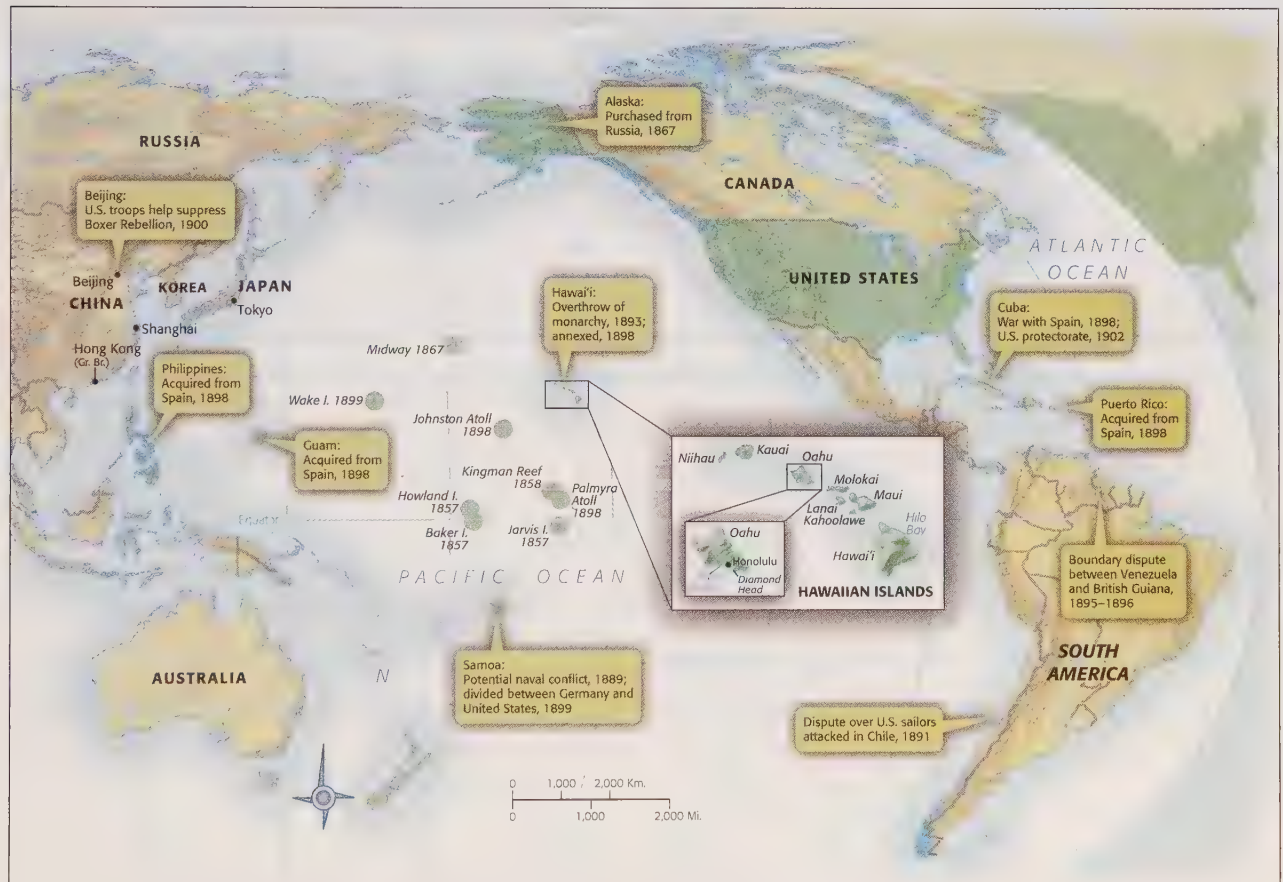 Alaska:
Purchased from
Russia, 1867
RUSSIA
CANADA
Beijing:
U.S. troops help suppress
Boxer Rebellion, 1900
ATLANTIC
OCEAN
Beijing
CHINA
KOREA
JAPAN
Tokyo
UNITED STATES
Hawai'i:
Overthrow of
monarchy, 1893;
annexed, 1898
Cuba:
War with Spain, 1898;
U.S. protectorate, 1902
Shanghai
Hong Kong
(Gr. Br.)
Midway 1867
Philippines:
Acquired from
Spain, 1898
Wake I. 1899
Johnston Atoll
1898
Puerto Rico:
Acquired from
Spain, 1898
Guam:
Acquired from
Spain, 1898
Kingman Reef
1858
Palmyra
Atoll
1898
Howland I.
1857
Baker I.
1857
Jarvis I.
1857
Equator
Niihau
Kauai
Oahu
Molokai
Maui
Lanai
Kahoolawe
Hilo
Bay
Hawai'i
Oahu
Honolulu
Diamond
Head
HAWAIIAN ISLANDS
Boundary dispute
between Venezuela
and British Guiana,
1895–1896
PACIFIC OCEAN
AUSTRALIA
N
Samoa:
Potential naval conflict, 1889;
divided between Germany and
United States, 1899
SOUTH
AMERICA
Dispute over U.S. sailors
attacked in Chile, 1891
0 1,000 2,000 Km.
0 1,000 2,000 Mi.